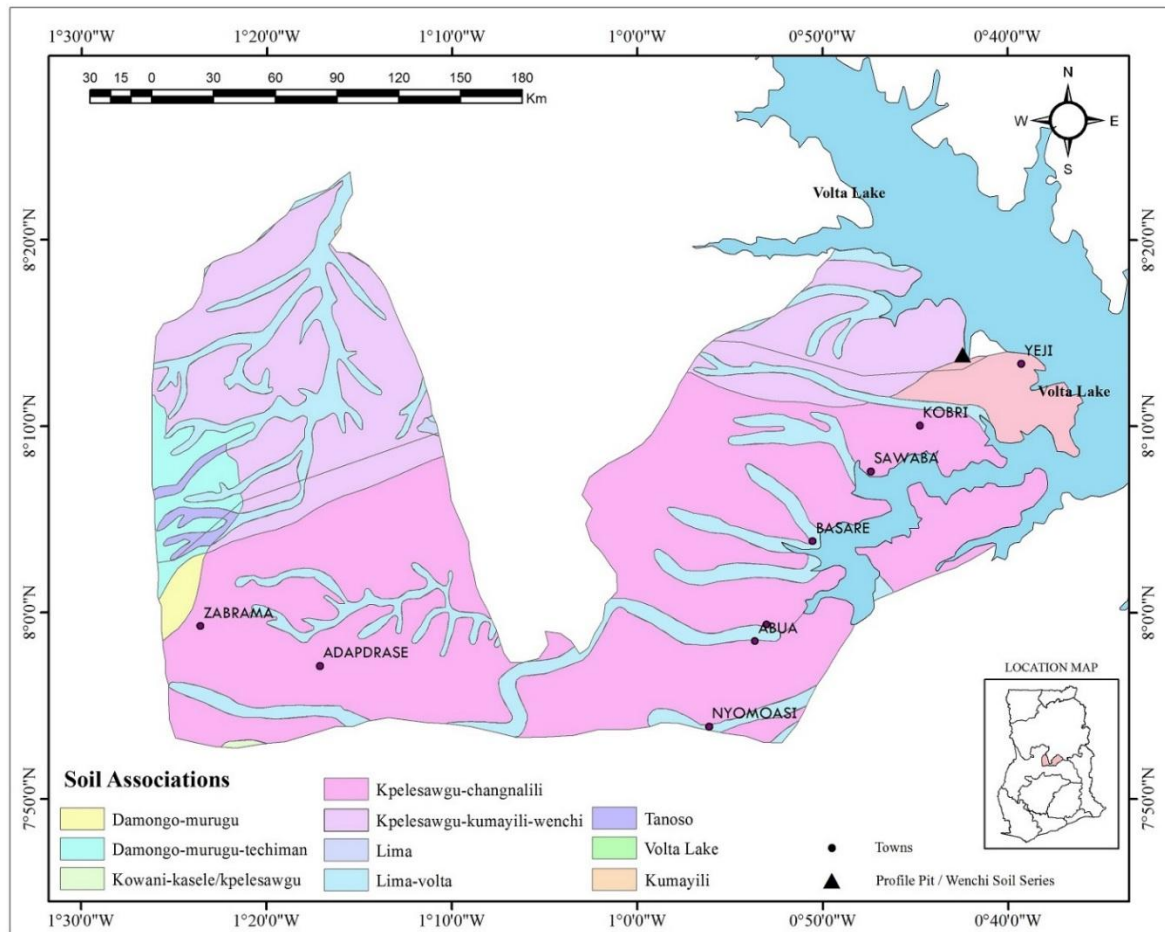 1°30'0"W 1°20'0"W 1°10'0"W 1°0'0"W 0°50'0"W 0°40'0"W
30 15 0 30 60 90 120 150 180
Km
N
W E
S
Volta Lake
8°20'0"N 8°20'0"N
YEJI
Volta Lake
KOBRI
8°10'0"N 8°10'0"N
SAWABA
BASARE
8°0'0"N 8°0'0"N
ZABRAMA
ABUA
ADAPDRASE
LOCATION MAP
NYOMOASI
7°50'0"N 7°50'0"N
Soil Associations
Damongo-murugu
Damongo-murugu-techiman
Kowani-kasele/kpelesawgu
Kpelesawgu-changnalili
Kpelesawgu-kumayili-wenchi
Lima
Lima-volta
Tanoso
Volta Lake
Kumayili
Towns
Profile Pit / Wenchi Soil Series
1°30'0"W 1°20'0"W 1°10'0"W 1°0'0"W 0°50'0"W 0°40'0"W